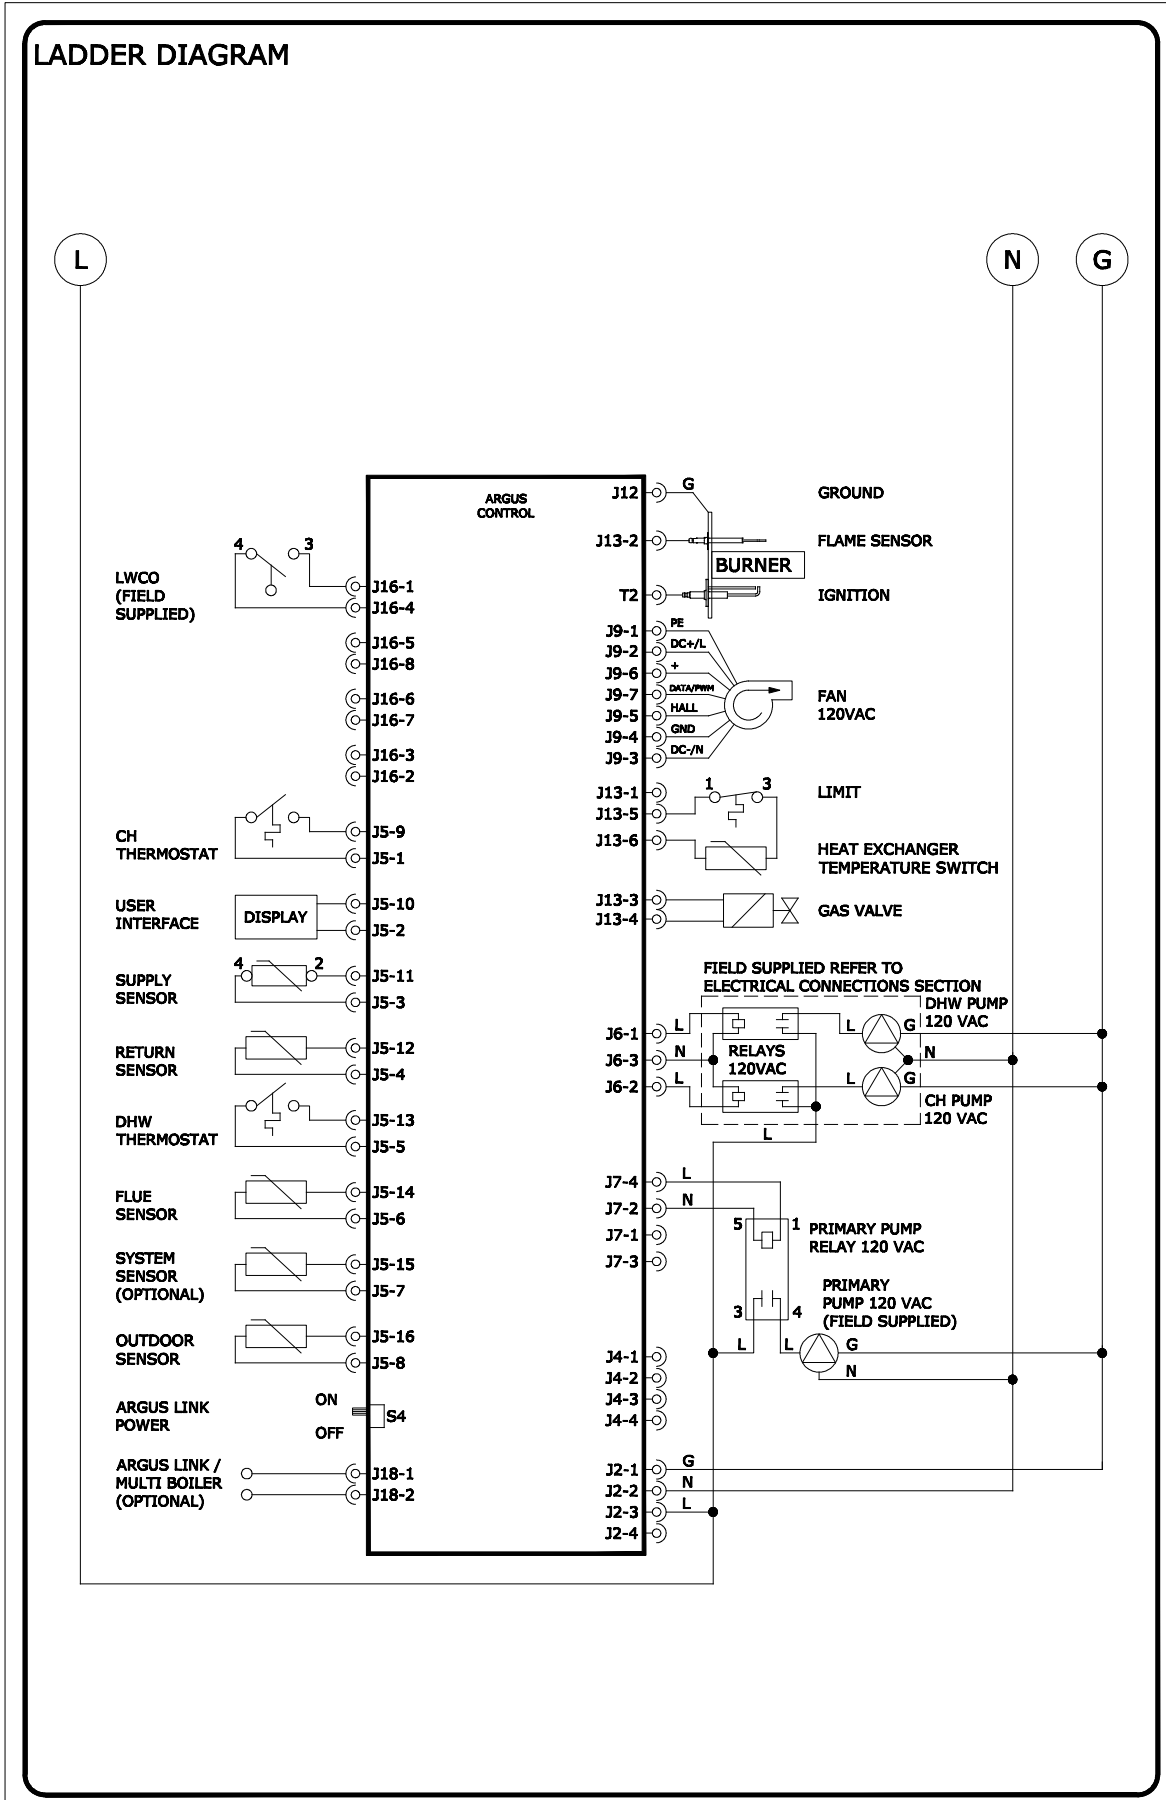 LADDER DIAGRAM
L
N
G
ARGUS
CONTROL
4
3
LWCO
(FIELD
SUPPLIED)
J16-1
J16-4
J16-5
J16-8
J16-6
J16-7
J16-3
J16-2
CH
THERMOSTAT
J5-9
J5-1
USER
INTERFACE
DISPLAY
J5-10
J5-2
SUPPLY
SENSOR
4
2
J5-11
J5-3
RETURN
SENSOR
J5-12
J5-4
DHW
THERMOSTAT
J5-13
J5-5
FLUE
SENSOR
J5-14
J5-6
SYSTEM
SENSOR
(OPTIONAL)
J5-15
J5-7
OUTDOOR
SENSOR
J5-16
J5-8
ARGUS LINK
POWER
ON
OFF
S4
ARGUS LINK /
MULTI BOILER
(OPTIONAL)
J18-1
J18-2
J12
G
GROUND
J13-2
FLAME SENSOR
BURNER
T2
IGNITION
J9-1
PE
J9-2
DC+/L
J9-6
+
J9-7
DATA/PWM
J9-5
HALL
J9-4
GND
J9-3
DC-/N
FAN
120VAC
J13-1
J13-5
J13-6
1
3
LIMIT
HEAT EXCHANGER
TEMPERATURE SWITCH
J13-3
J13-4
GAS VALVE
FIELD SUPPLIED REFER TO
ELECTRICAL CONNECTIONS SECTION
DHW PUMP
120 VAC
J6-1
L
L
G
J6-3
N
RELAYS
120VAC
N
J6-2
L
L
G
CH PUMP
120 VAC
L
J7-4
L
J7-2
N
J7-1
J7-3
5
1
PRIMARY PUMP
RELAY 120 VAC
3
4
PRIMARY
PUMP 120 VAC
(FIELD SUPPLIED)
L
L
G
N
J4-1
J4-2
J4-3
J4-4
J2-1
G
J2-2
N
J2-3
L
J2-4